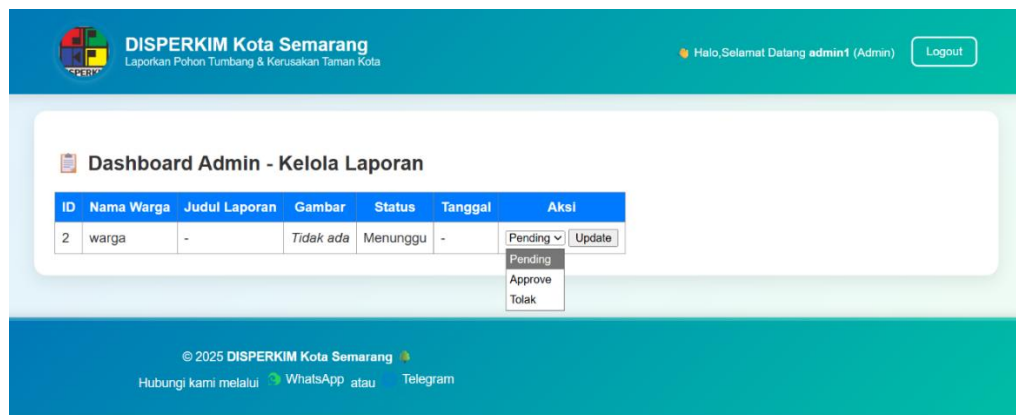 DISPERKIM Kota Semarang
Laporkan Pohon Tumbang & Kerusakan Taman Kota
Halo,Selamat Datang admin1 (Admin)
Logout
Dashboard Admin - Kelola Laporan
ID Nama Warga Judul Laporan Gambar Status Tanggal Aksi
2 warga - Tidak ada Menunggu - Pending Update
Pending
Approve
Tolak
© 2025 DISPERKIM Kota Semarang
Hubungi kami melalui WhatsApp atau Telegram